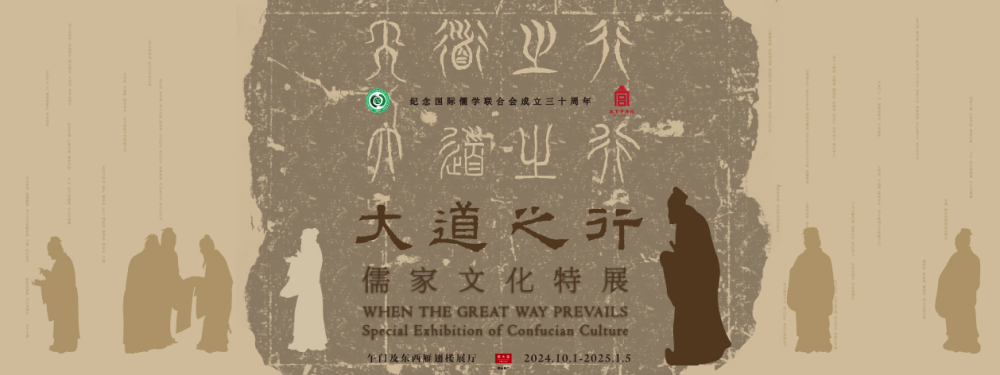 大道之行
纪念国际儒学联合会成立三十周年
大道之行
大道之行
儒家文化特展
WHEN THE GREAT WAY PREVAILS
Special Exhibition of Confucian Culture
午门及东西雁翅楼展厅
2024.10.1-2025.1.5